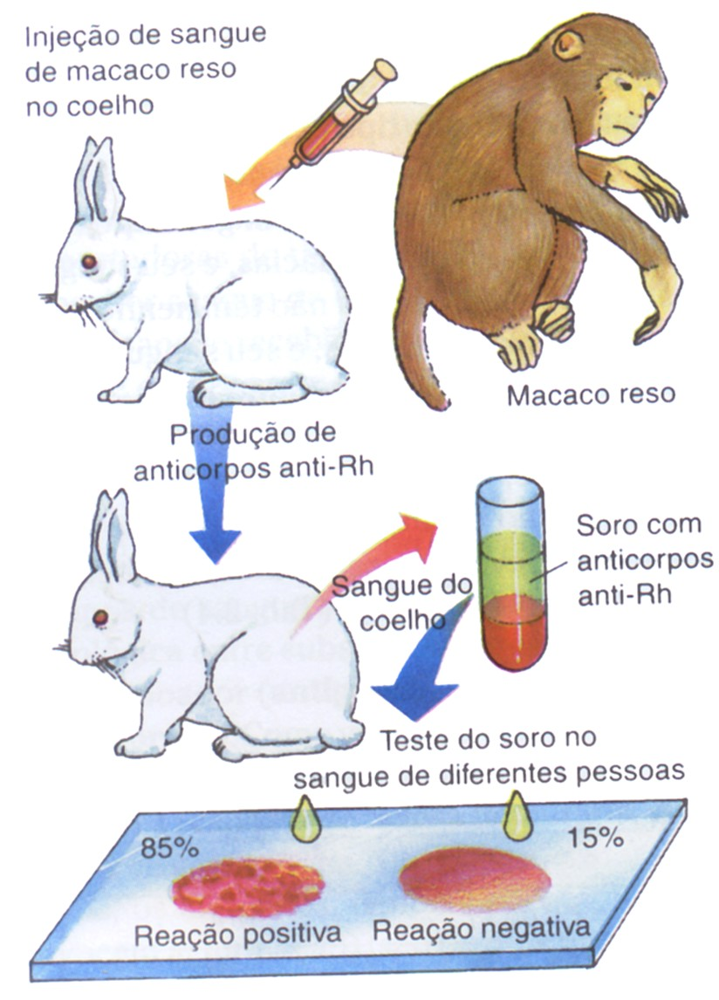 Injeção de sangue
de macaco reso
no coelho
Macaco reso
Produção de
anticorpos anti-Rh
Soro com
anticorpos
anti-Rh
Sangue do
coelho
Teste do soro no
sangue de diferentes pessoas
85%
15%
Reação positiva
Reação negativa